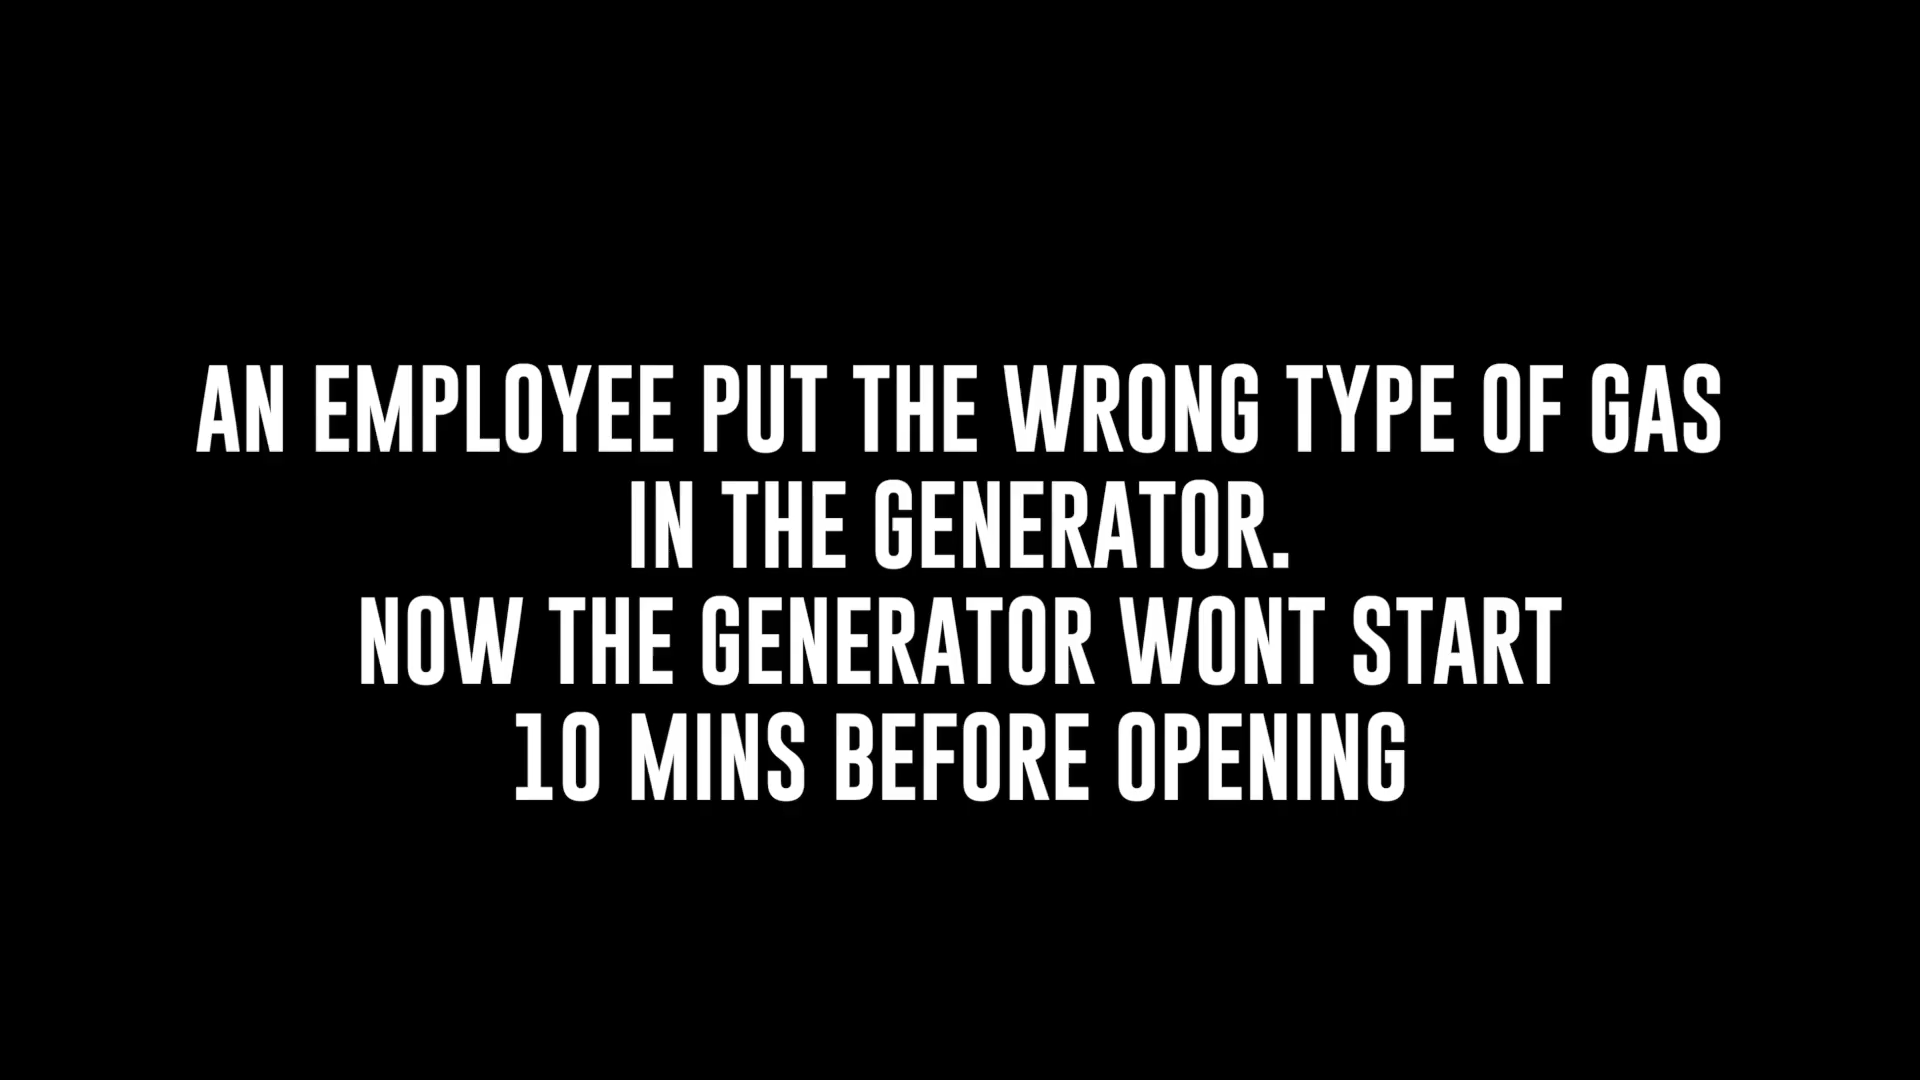 AN EMPLOYEE PUT THE WRONG TYPE OF GAS
IN THE GENERATOR.
NOW THE GENERATOR WONT START
10 MINS BEFORE OPENING